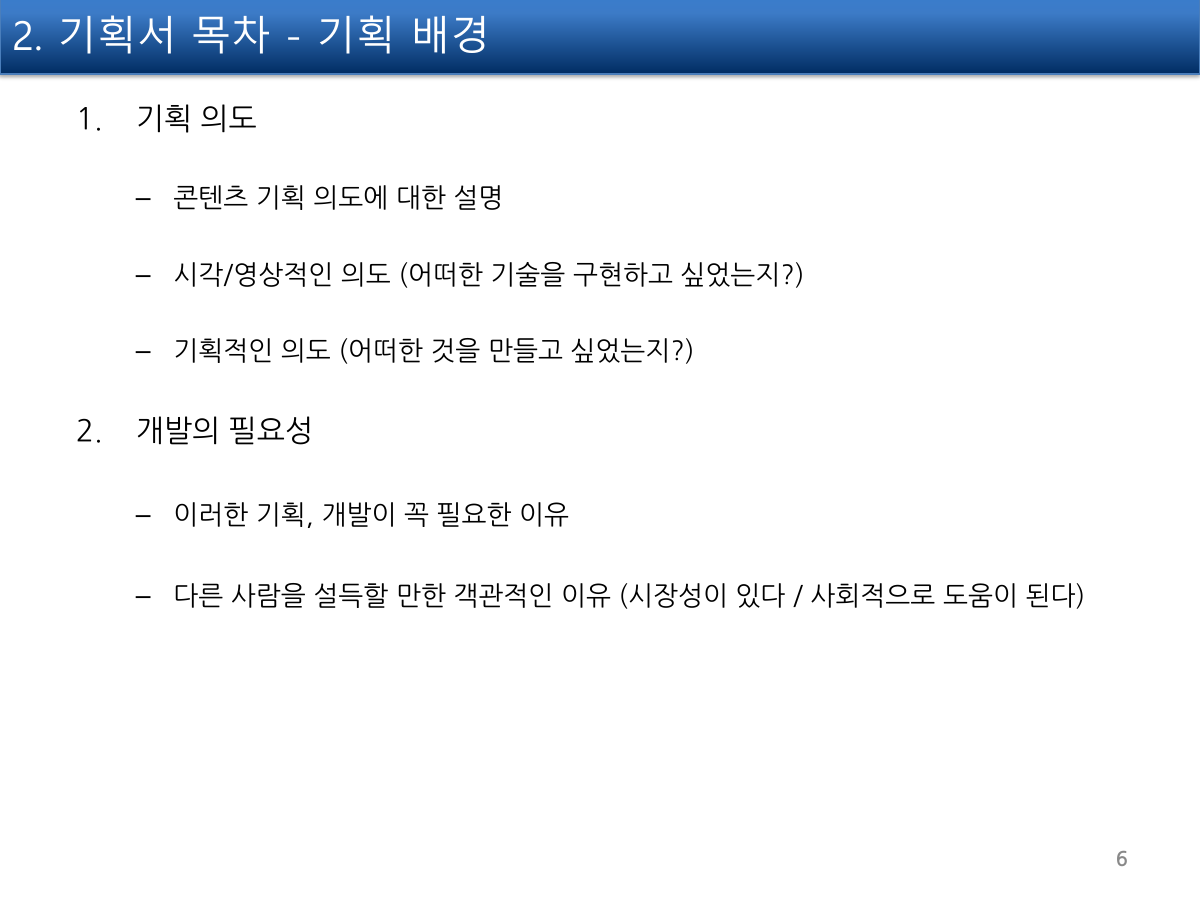 2. 기획서 목차 - 기획 배경
1. 기획 의도
– 콘텐츠 기획 의도에 대한 설명
– 시각/영상적인 의도 (어떠한 기술을 구현하고 싶었는지?)
– 기획적인 의도 (어떠한 것을 만들고 싶었는지?)
2. 개발의 필요성
– 이러한 기획, 개발이 꼭 필요한 이유
– 다른 사람을 설득할 만한 객관적인 이유 (시장성이 있다 / 사회적으로 도움이 된다)
6